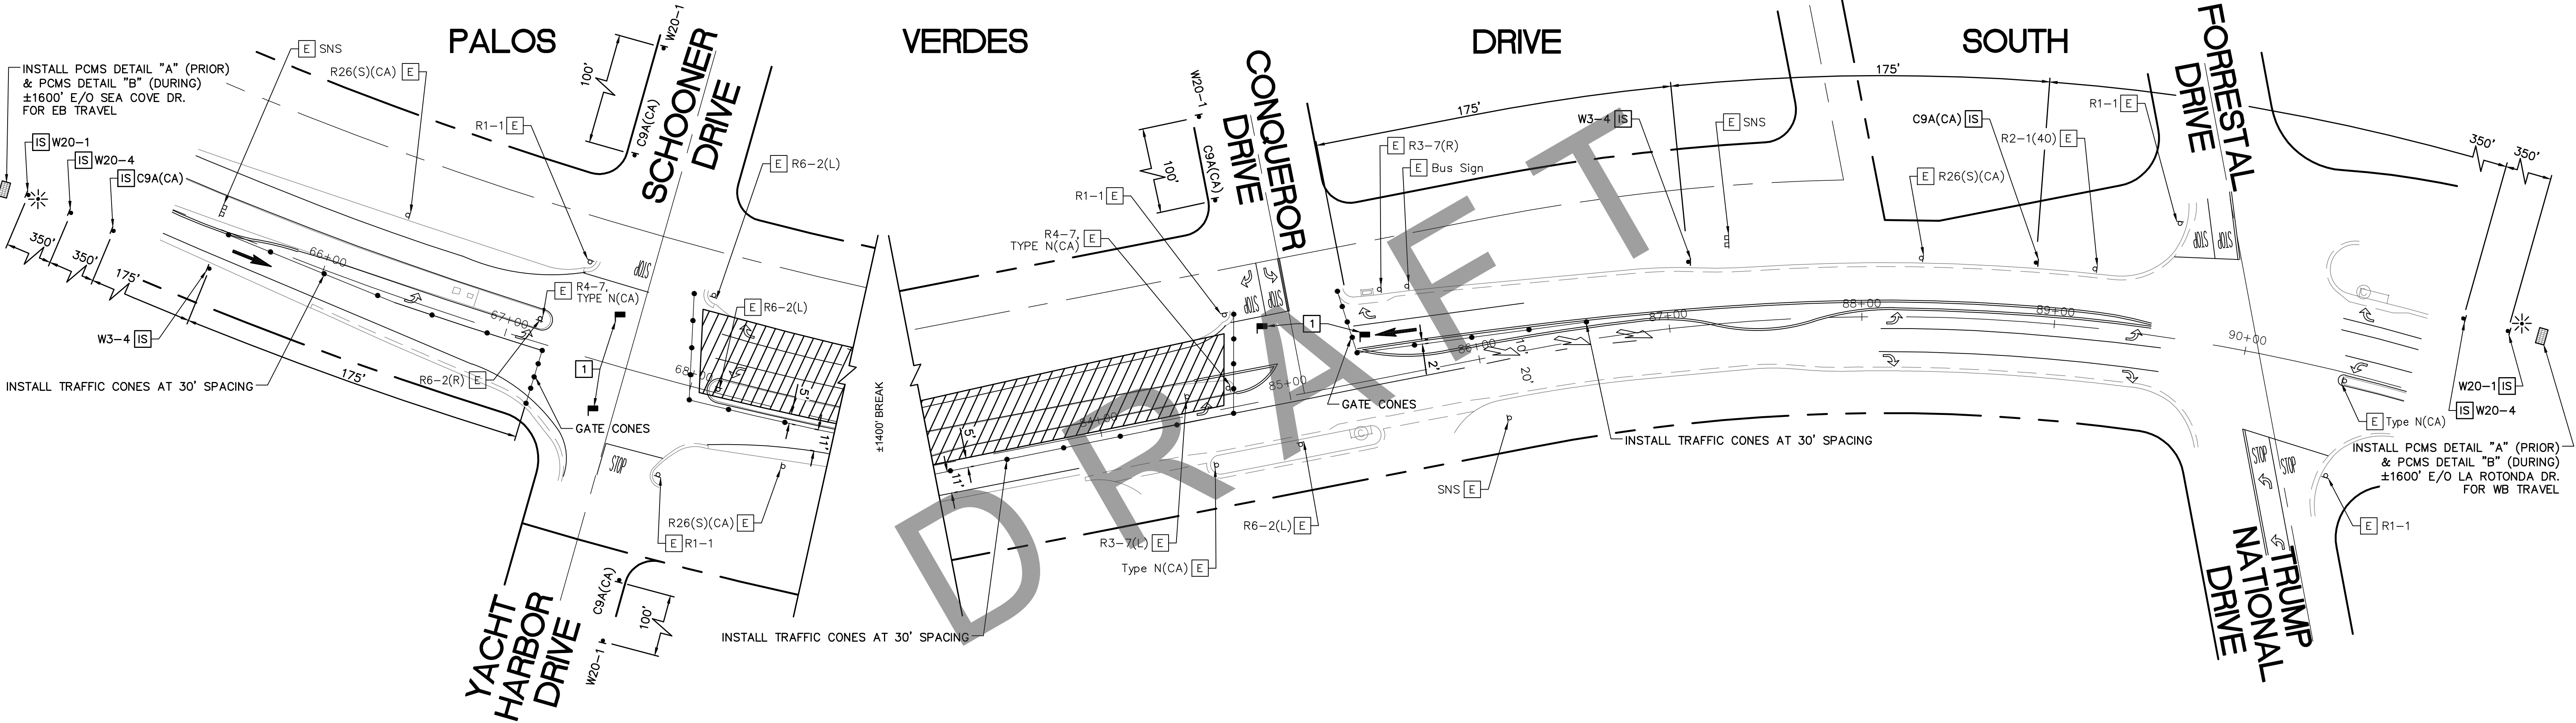 PALOS VERDES DRIVE SOUTH
SCHOONER
DRIVE
CONQUEROR
DRIVE
FORRESTAL
DRIVE
YACHT
HARBOR
DRIVE
TRUMP
NATIONAL
DRIVE
DRAFT
INSTALL PCMS DETAIL "A" (PRIOR)
& PCMS DETAIL "B" (DURING)
±1600' E/O SEA COVE DR.
FOR EB TRAVEL
IS W20-1
IS W20-4
IS C9A(CA)
350'
350'
175'
W3-4 IS
175'
INSTALL TRAFFIC CONES AT 30' SPACING
E SNS
R26(S)(CA) E
R1-1 E
66+00
67+00
E R4-7,
TYPE N(CA)
R6-2(R) E
1
GATE CONES
STOP
STOP
100'
W20-1
C9A(CA)
E R6-2(L)
E R6-2(L)
68+00
5'
11'
11'
R26(S)(CA) E
E R1-1
C9A(CA)
100'
W20-1
±1400' BREAK
INSTALL TRAFFIC CONES AT 30' SPACING
5'
11'
84+00
85+00
W20-1
100'
C9A(CA)
R1-1 E
R4-7,
TYPE N(CA) E
STOP
STOP
1
R3-7(L) E
Type N(CA) E
R6-2(L) E
SNS E
GATE CONES
E R3-7(R)
E Bus Sign
175'
175'
W3-4 IS
E SNS
C9A(CA) IS
R2-1(40) E
E R26(S)(CA)
R1-1 E
86+00
87+00
88+00
89+00
90+00
2'
10'
20'
INSTALL TRAFFIC CONES AT 30' SPACING
STOP
STOP
STOP
STOP
350'
350'
W20-1 IS
IS W20-4
E Type N(CA)
INSTALL PCMS DETAIL "A" (PRIOR)
& PCMS DETAIL "B" (DURING)
±1600' E/O LA ROTONDA DR.
FOR WB TRAVEL
E R1-1